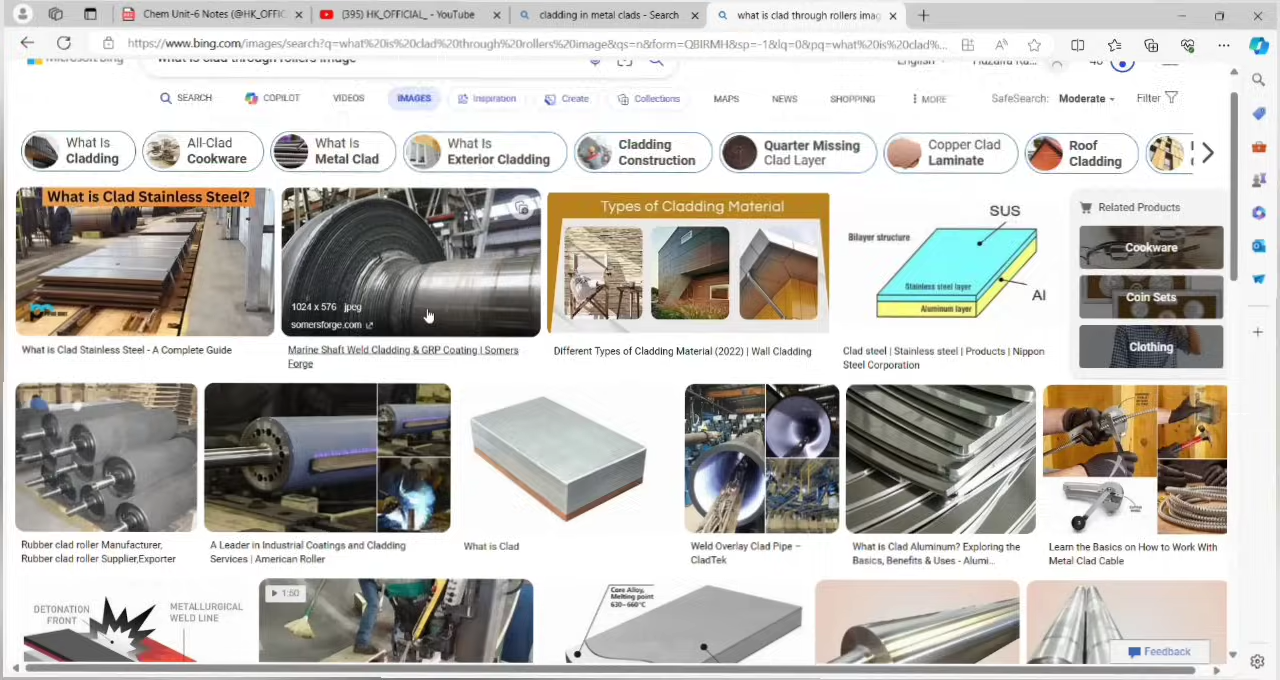 Chem Unit-6 Notes (@HK_OFFIC
(395) HK_OFFICIAL_ - YouTube
cladding in metal clads - Search
what is clad through rollers imag
https://www.bing.com/images/search?q=what%20is%20clad%20through%20rollers%20image&qs=n&form=QBIRMH&sp=-1&lq=0&pq=what%20is%20clad%...
Microsoft Bing
what is clad through rollers image
English
SEARCH
COPILOT
VIDEOS
IMAGES
Inspiration
Create
Collections
MAPS
NEWS
SHOPPING
MORE
SafeSearch: Moderate
Filter
What Is
Cladding
All-Clad
Cookware
What Is
Metal Clad
What Is
Exterior Cladding
Cladding
Construction
Quarter Missing
Clad Layer
Copper Clad
Laminate
Roof
Cladding
What is Clad Stainless Steel?
1024 x 576 jpeg
somersforge.com
Types of Cladding Material
SUS
Bilayer structure
Stainless steel layer
Aluminum layer
Al
Related Products
Cookware
Coin Sets
Clothing
What is Clad Stainless Steel - A Complete Guide
Marine Shaft Weld Cladding & GRP Coating | Somers
Forge
Different Types of Cladding Material (2022) | Wall Cladding
Clad steel | Stainless steel | Products | Nippon
Steel Corporation
Rubber clad roller Manufacturer,
Rubber clad roller Supplier,Exporter
A Leader in Industrial Coatings and Cladding
Services | American Roller
What is Clad
Weld Overlay Clad Pipe –
CladTek
What is Clad Aluminum? Exploring the
Basics, Benefits & Uses - Alumi...
Learn the Basics on How to Work With
Metal Clad Cable
DETONATION
FRONT
METALLURGICAL
WELD LINE
1:50
Core Alloy,
Melting point
630–660°C
Feedback